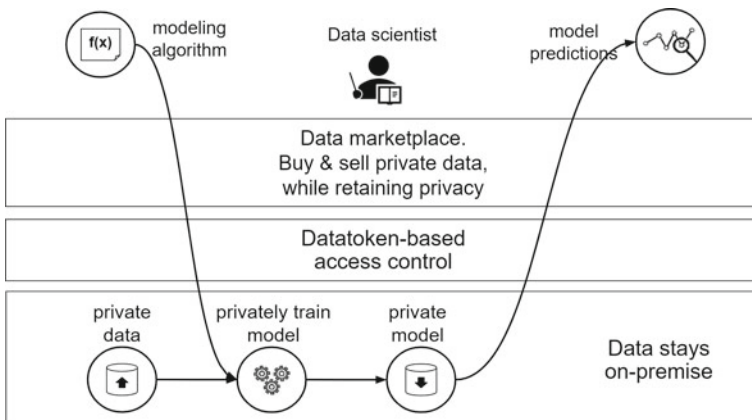 f(x)
modeling
algorithm
Data scientist
model
predictions
Data marketplace.
Buy & sell private data,
while retaining privacy
Datatoken-based
access control
private
data
privately train
model
private
model
Data stays
on-premise